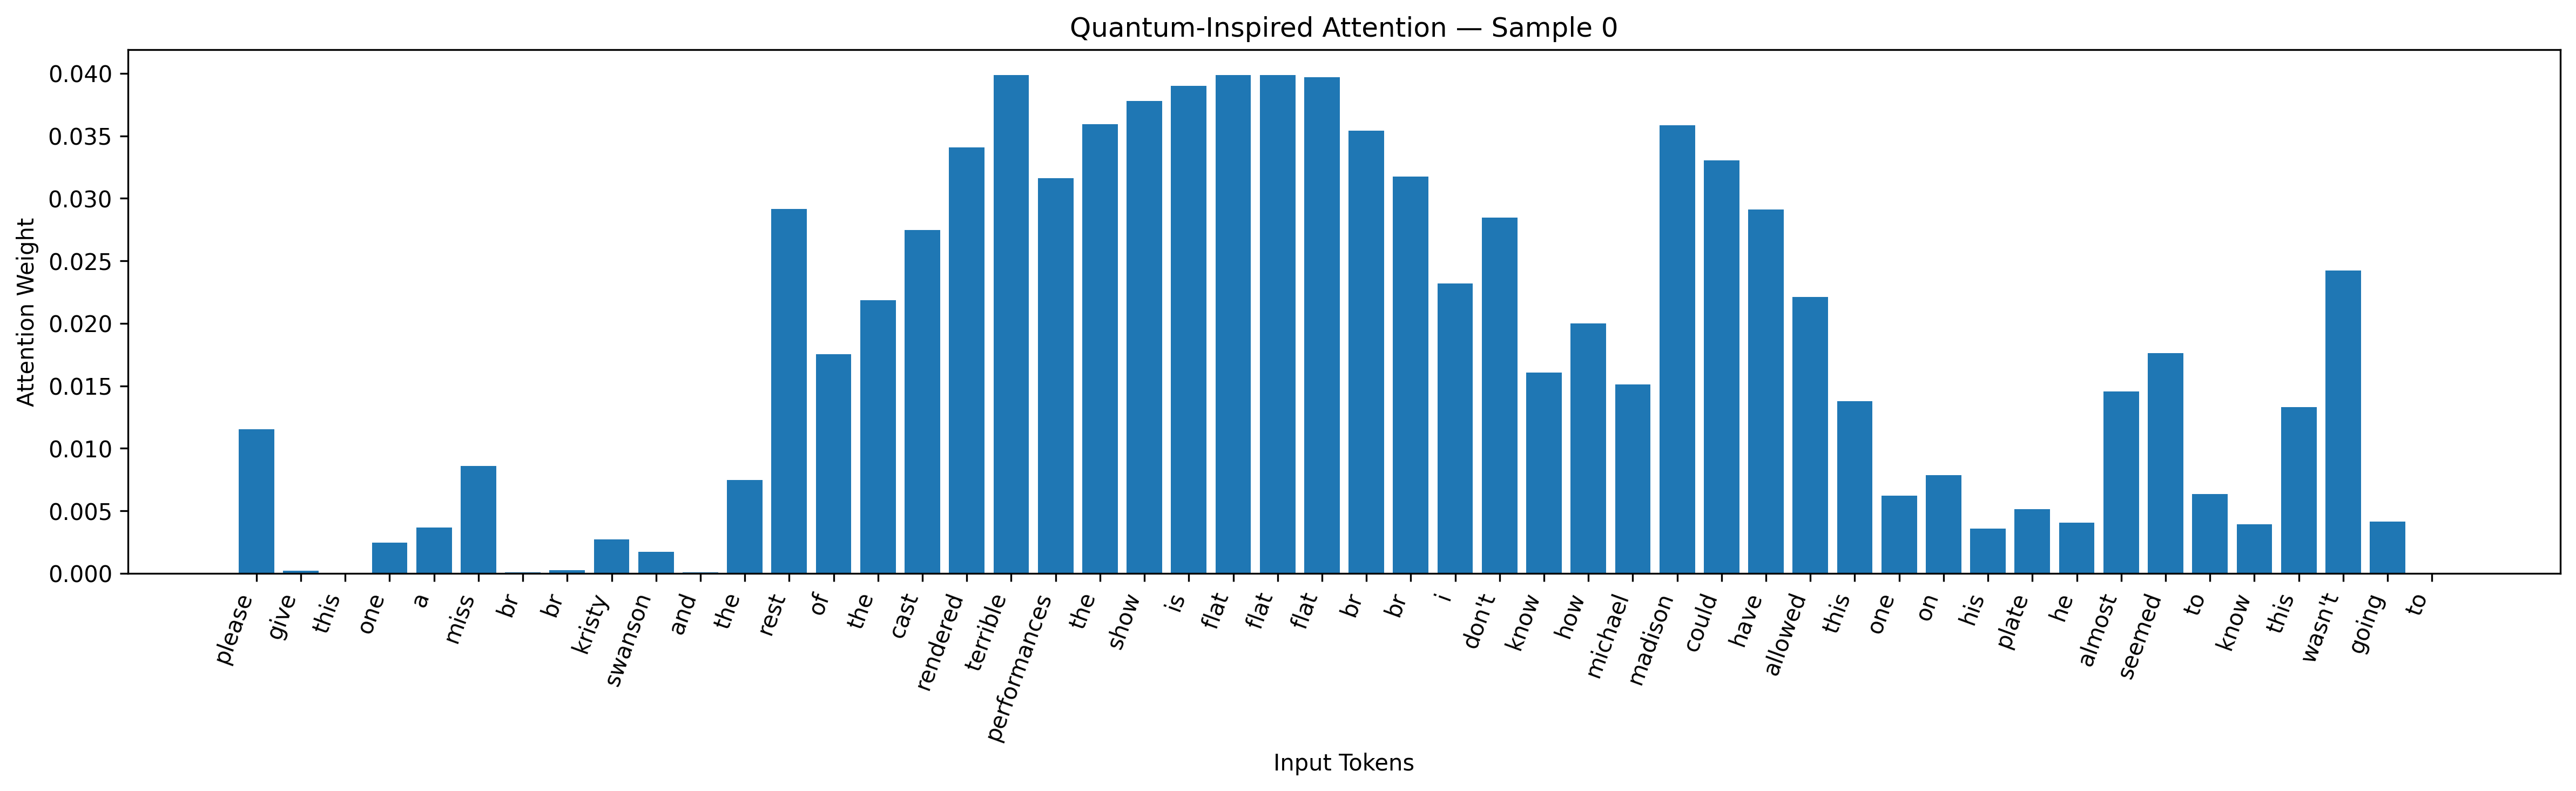 Quantum-Inspired Attention — Sample 0
0.040
0.035
0.030
0.025
0.020
0.015
0.010
0.005
0.000
Attention Weight
please
give
this
one
a
miss
br
br
kristy
swanson
and
the
rest
of
the
cast
rendered
terrible
performances
the
show
is
flat
flat
flat
br
br
i
don't
know
how
michael
madison
could
have
allowed
this
one
on
his
plate
he
almost
seemed
to
know
this
wasn't
going
to
Input Tokens